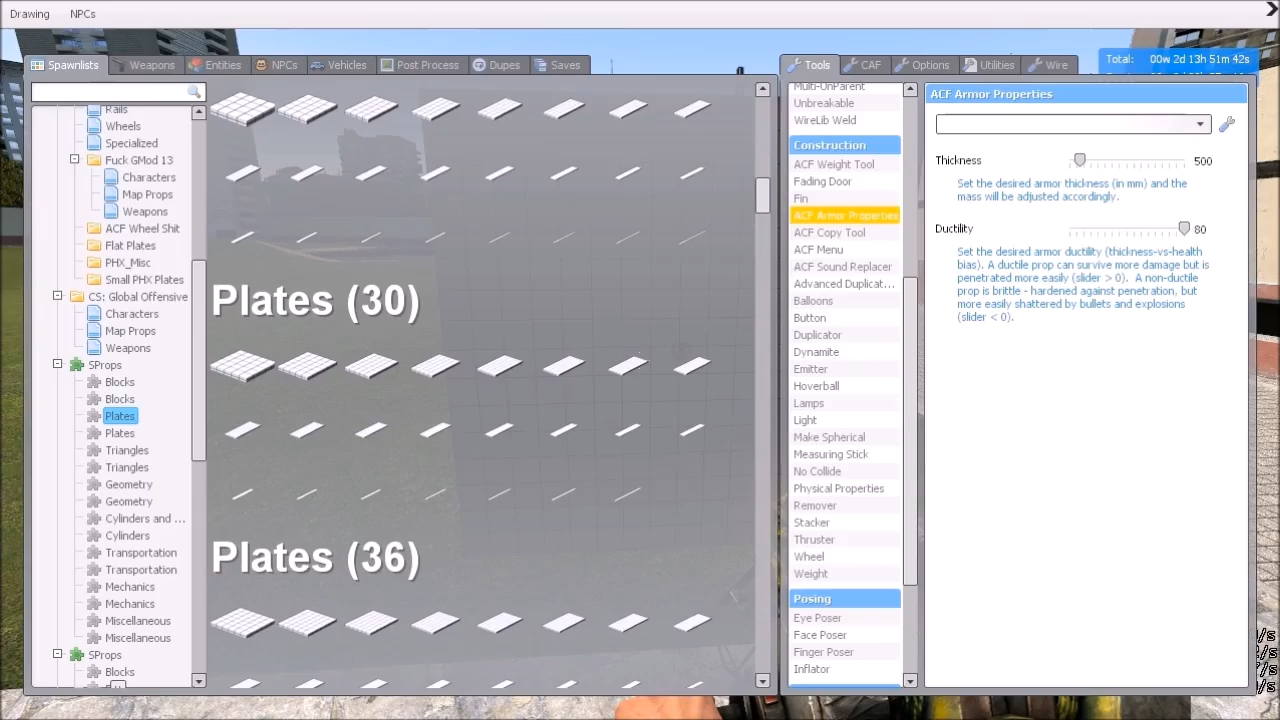 Drawing NPCs
Spawnlists Weapons Entities NPCs Vehicles Post Process Dupes Saves
Rails
Wheels
Specialized
Fuck GMod 13
Characters
Map Props
Weapons
ACF Wheel Shit
Flat Plates
PHX_Misc
Small PHX Plates
CS: Global Offensive
Characters
Map Props
Weapons
SProps
Blocks
Blocks
Plates
Plates
Triangles
Triangles
Geometry
Geometry
Cylinders and ...
Cylinders
Transportation
Transportation
Mechanics
Mechanics
Miscellaneous
Miscellaneous
SProps
Blocks
Plates (30)
Plates (36)
Tools CAF Options Utilities Wire
Total: 00w 2d 13h 51m 42s
Multi-UnParent
Unbreakable
WireLib Weld
Construction
ACF Weight Tool
Fading Door
Fin
ACF Armor Properties
ACF Copy Tool
ACF Menu
ACF Sound Replacer
Advanced Duplicat...
Balloons
Button
Duplicator
Dynamite
Emitter
Hoverball
Lamps
Light
Make Spherical
Measuring Stick
No Collide
Physical Properties
Remover
Stacker
Thruster
Wheel
Weight
Posing
Eye Poser
Face Poser
Finger Poser
Inflator
ACF Armor Properties
Thickness 500
Set the desired armor thickness (in mm) and the
mass will be adjusted accordingly.
Ductility 80
Set the desired armor ductility (thickness-vs-health
bias). A ductile prop can survive more damage but is
penetrated more easily (slider > 0). A non-ductile
prop is brittle - hardened against penetration, but
more easily shattered by bullets and explosions
(slider < 0).
/s
/s
/s
/s